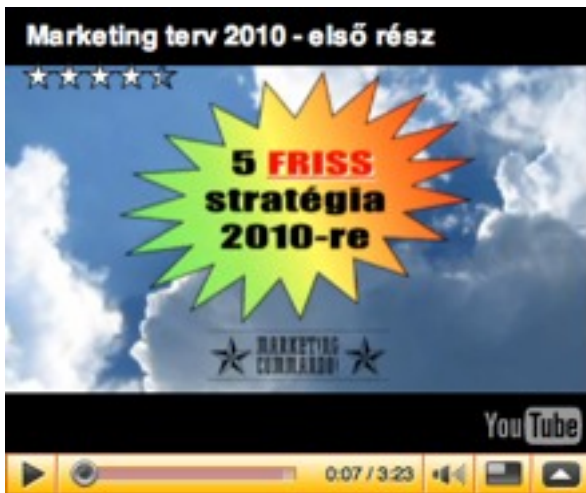 Marketing terv 2010 - első rész
5 FRISS
stratégia
2010-re
MARKETING
COMMANDO!
YouTube
0:07 / 3:23